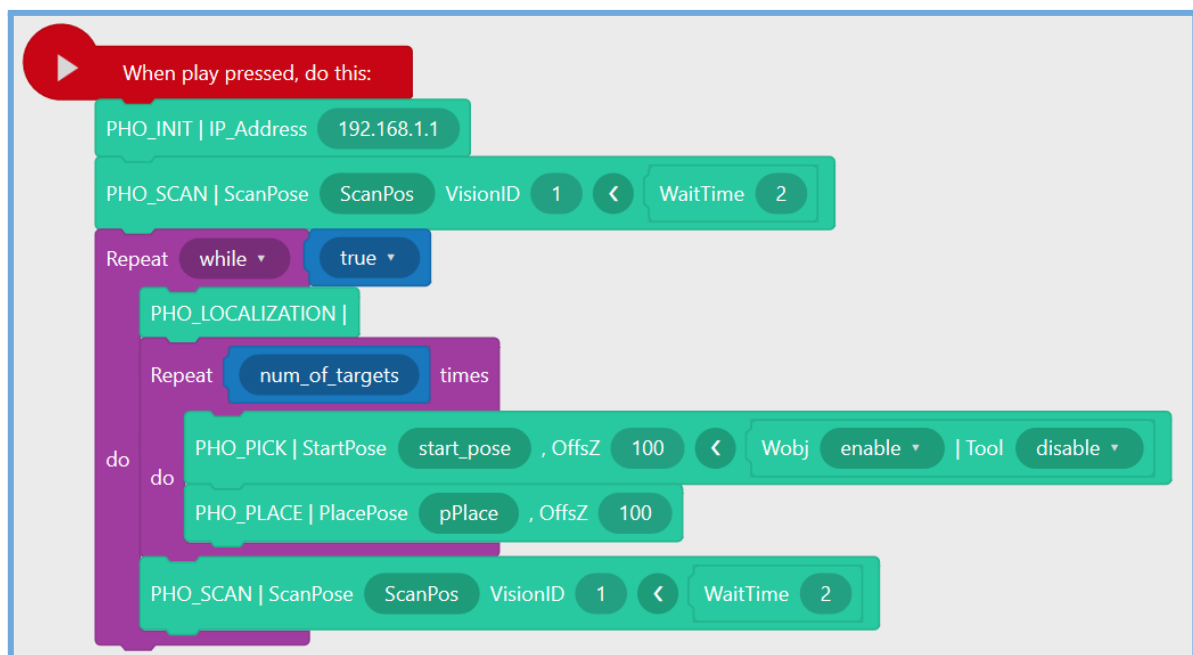 When play pressed, do this:
PHO_INIT | IP_Address 192.168.1.1
PHO_SCAN | ScanPose ScanPos VisionID 1 WaitTime 2
Repeat while true
PHO_LOCALIZATION |
Repeat num_of_targets times
do
do
PHO_PICK | StartPose start_pose , OffsZ 100 Wobj enable | Tool disable
PHO_PLACE | PlacePose pPlace , OffsZ 100
PHO_SCAN | ScanPose ScanPos VisionID 1 WaitTime 2